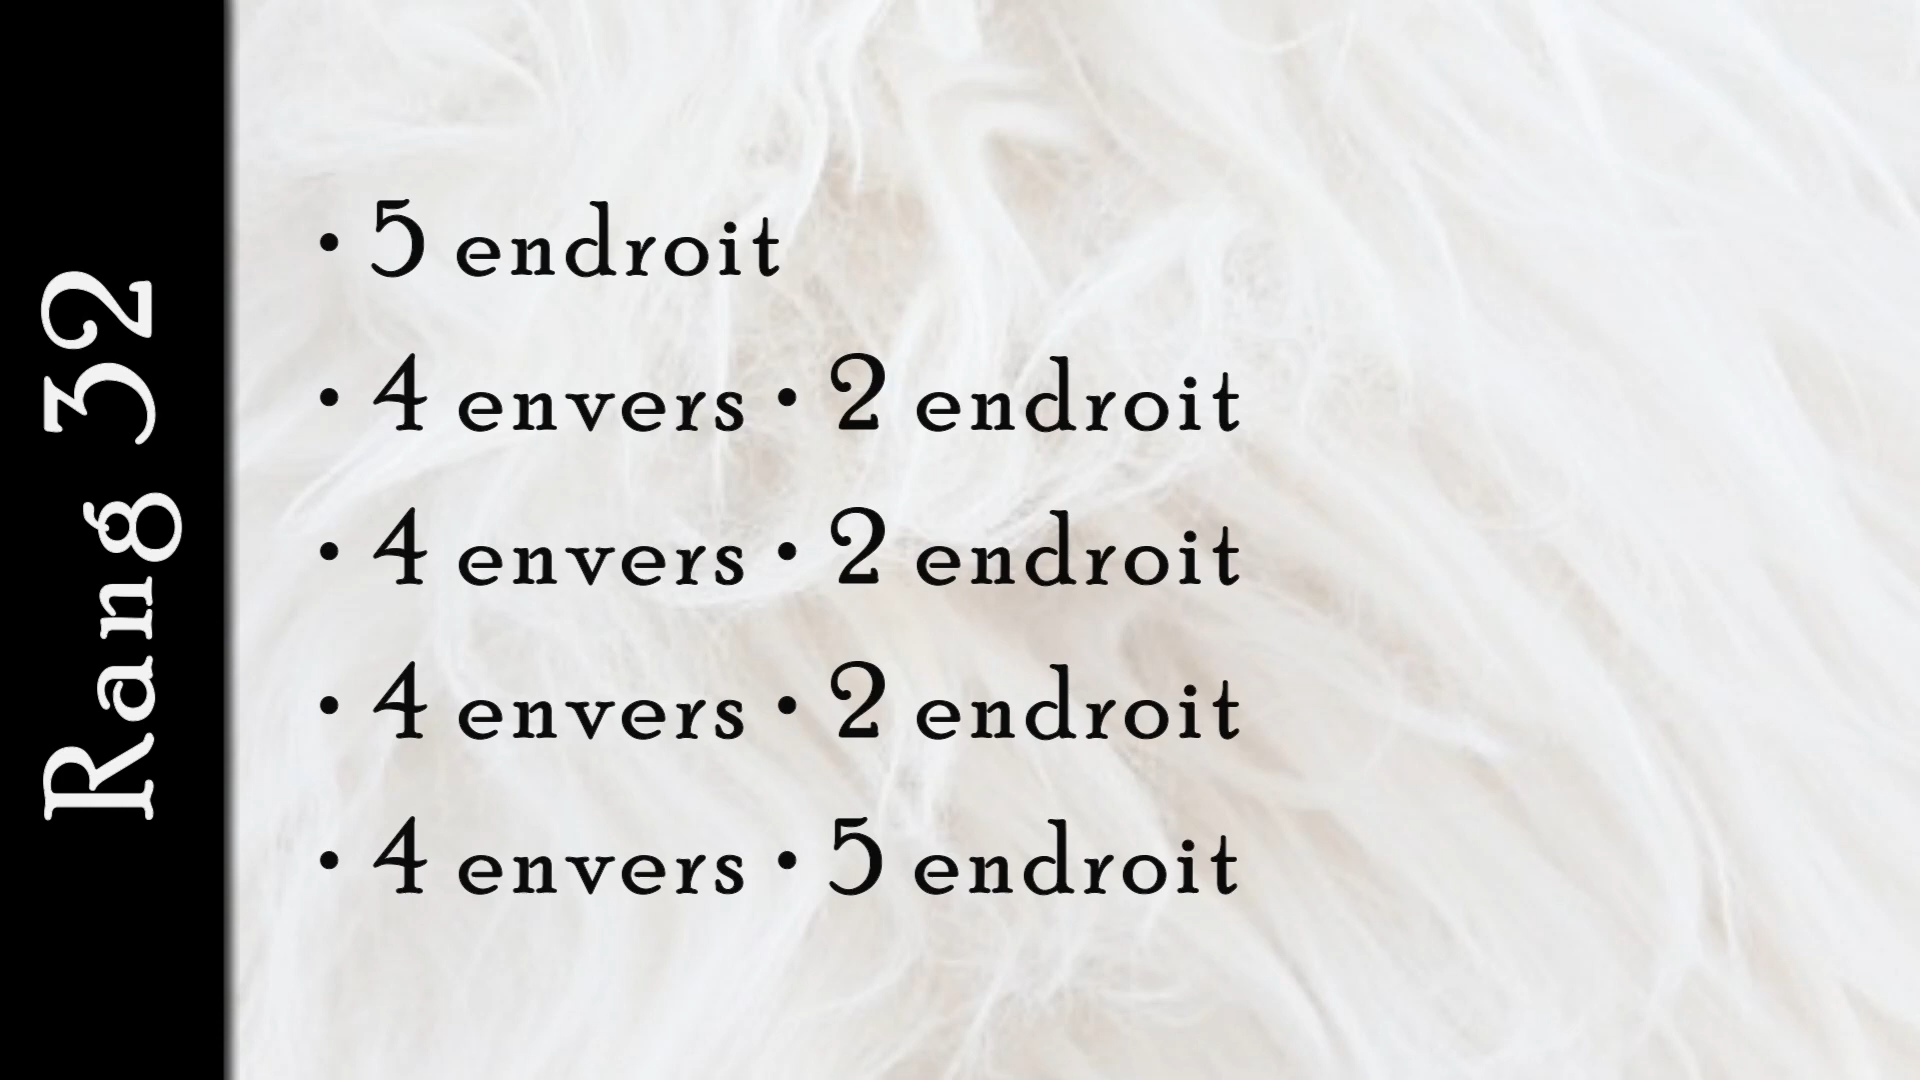 Rang 32
• 5 endroit
• 4 envers • 2 endroit
• 4 envers • 2 endroit
• 4 envers • 2 endroit
• 4 envers • 5 endroit